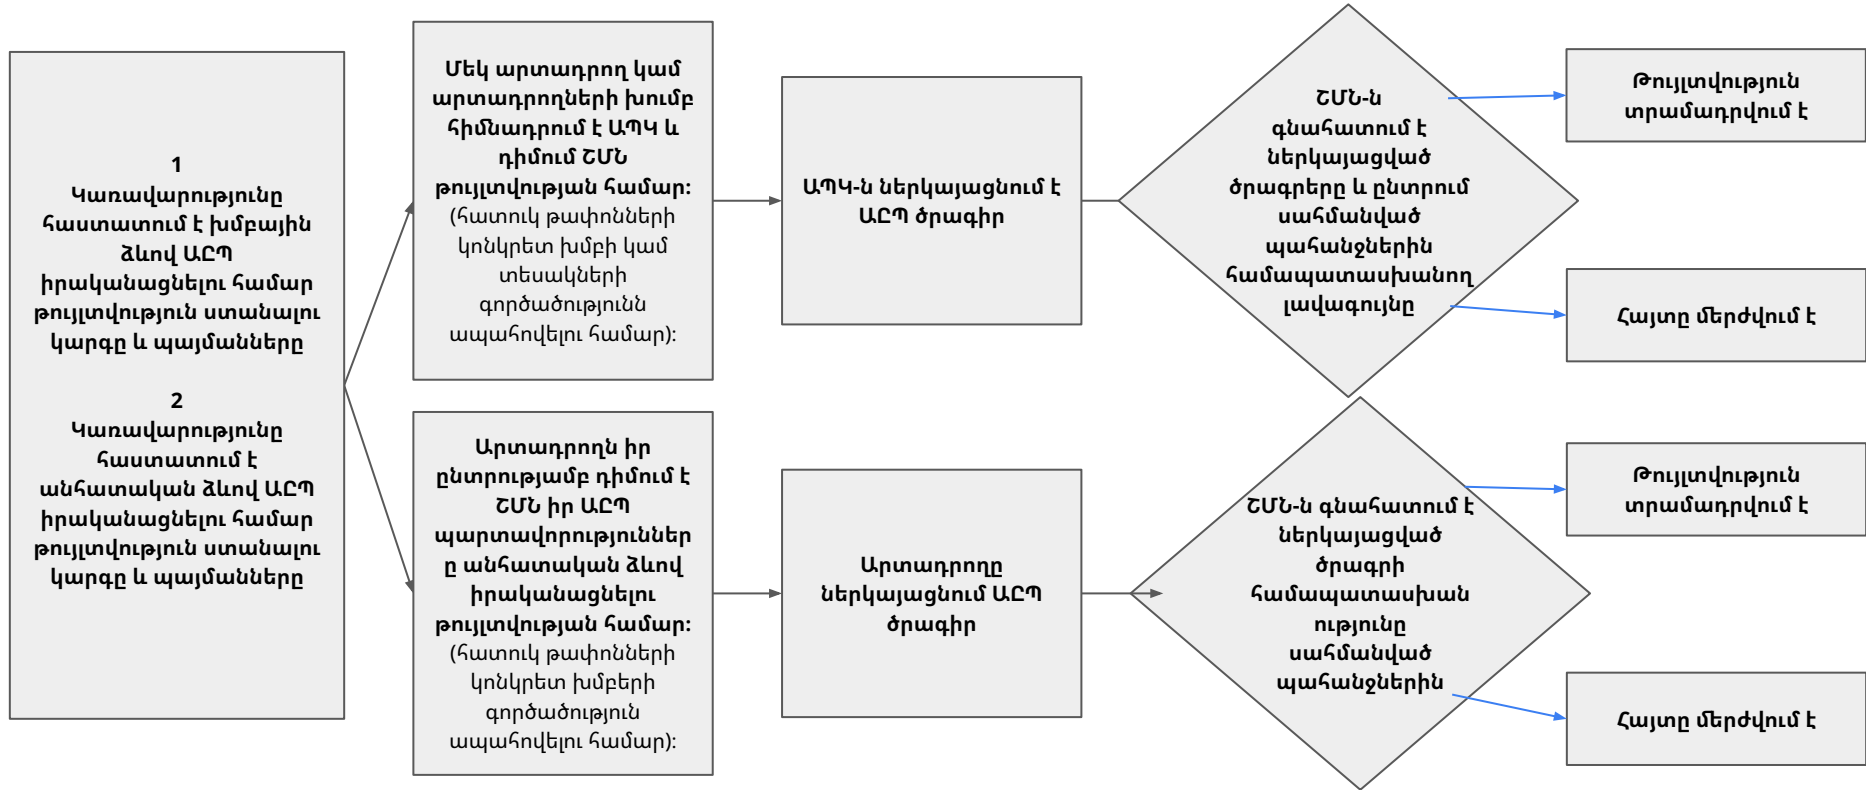 1
Կառավարությունը
հաստատում է խմբային
ձևով ԱԸՊ
իրականացնելու համար
թույլտվություն ստանալու
կարգը և պայմանները
2
Կառավարությունը
հաստատում է
անհատական ձևով ԱԸՊ
իրականացնելու համար
թույլտվություն ստանալու
կարգը և պայմանները
Մեկ արտադրող կամ
արտադրողների խումբ
հիմնադրում է ԱՊԿ և
դիմում ՇՄՆ
թույլտվության համար:
(հատուկ թափոնների
կոնկրետ խմբի կամ
տեսակների
գործածությունն
ապահովելու համար):
ԱՊԿ-ն ներկայացնում է
ԱԸՊ ծրագիր
ՇՄՆ-ն
գնահատում է
ներկայացված
ծրագրերը և ընտրում
սահմանված
պահանջներին
համապատասխանող
լավագույնը
Թույլտվություն
տրամադրվում է
Հայտը մերժվում է
Արտադրողն իր
ընտրությամբ դիմում է
ՇՄՆ իր ԱԸՊ
պարտավորություններ
ը անհատական ձևով
իրականացնելու
թույլտվության համար:
(հատուկ թափոնների
կոնկրետ խմբերի
գործածություն
ապահովելու համար):
Արտադրողը
ներկայացնում ԱԸՊ
ծրագիր
ՇՄՆ-ն գնահատում է
ներկայացված
ծրագրի
համապատասխան
ությունը
սահմանված
պահանջներին
Թույլտվություն
տրամադրվում է
Հայտը մերժվում է